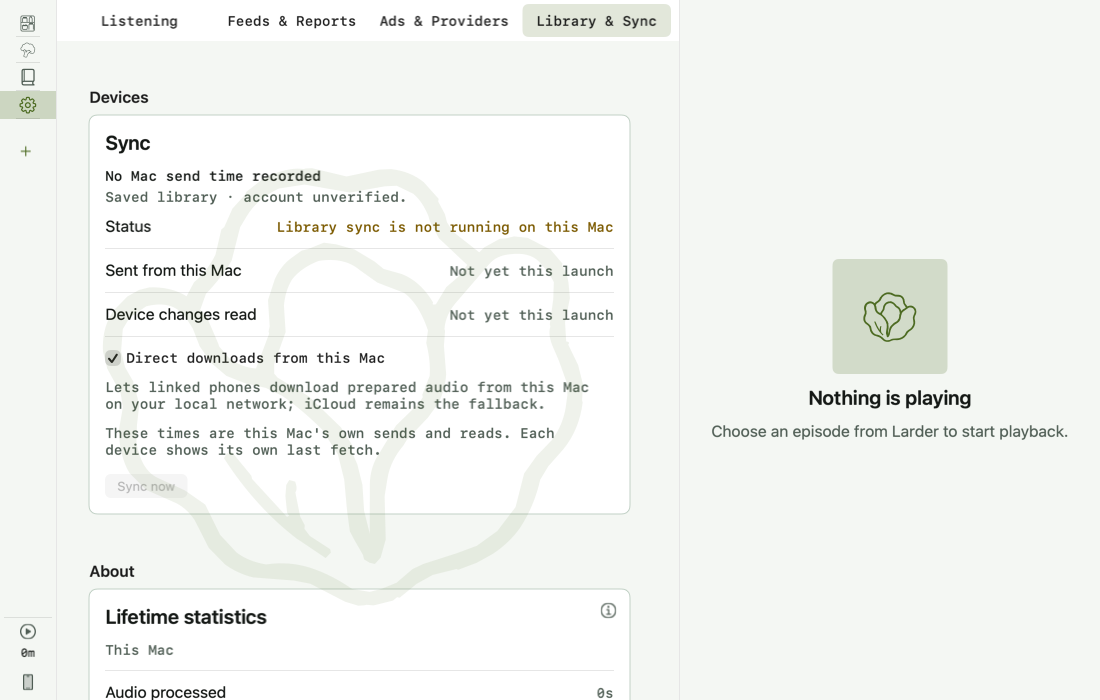 Listening
Feeds & Reports
Ads & Providers
Library & Sync
Devices
Sync
No Mac send time recorded
Saved library · account unverified.
Status
Library sync is not running on this Mac
Sent from this Mac
Not yet this launch
Device changes read
Not yet this launch
Direct downloads from this Mac
Lets linked phones download prepared audio from this Mac
on your local network; iCloud remains the fallback.
These times are this Mac's own sends and reads. Each
device shows its own last fetch.
Sync now
About
Lifetime statistics
This Mac
Audio processed
0s
0m
Nothing is playing
Choose an episode from Larder to start playback.